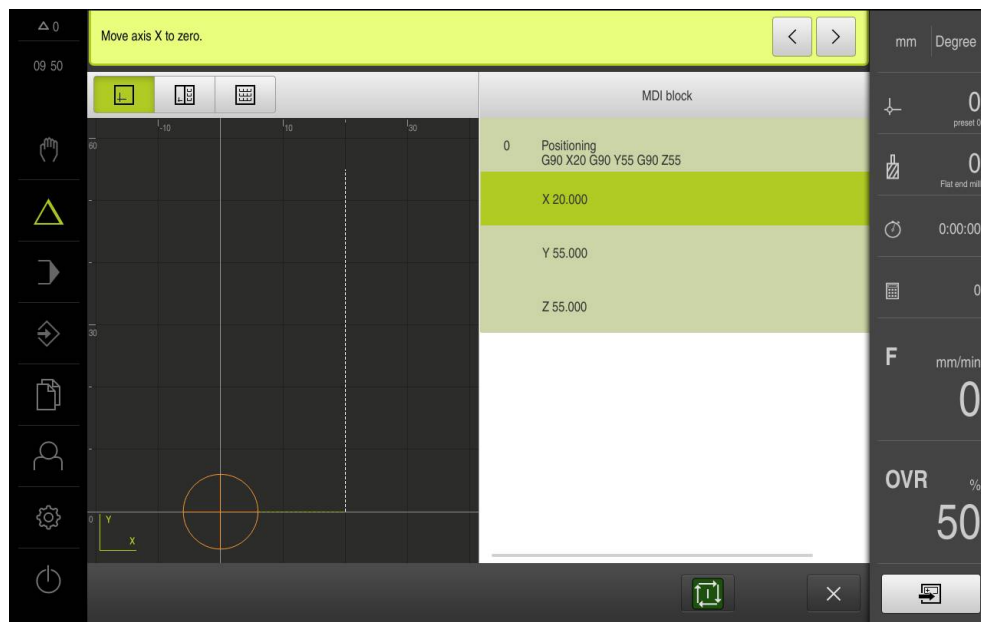 0
09 50
Move axis X to zero.
MDI block
-10
10
30
60
30
0
Y
X
0 Positioning
G90 X20 G90 Y55 G90 Z55
X 20.000
Y 55.000
Z 55.000
mm Degree
0
preset 0
0
Flat end mill
0:00:00
0
F mm/min
0
OVR %
50